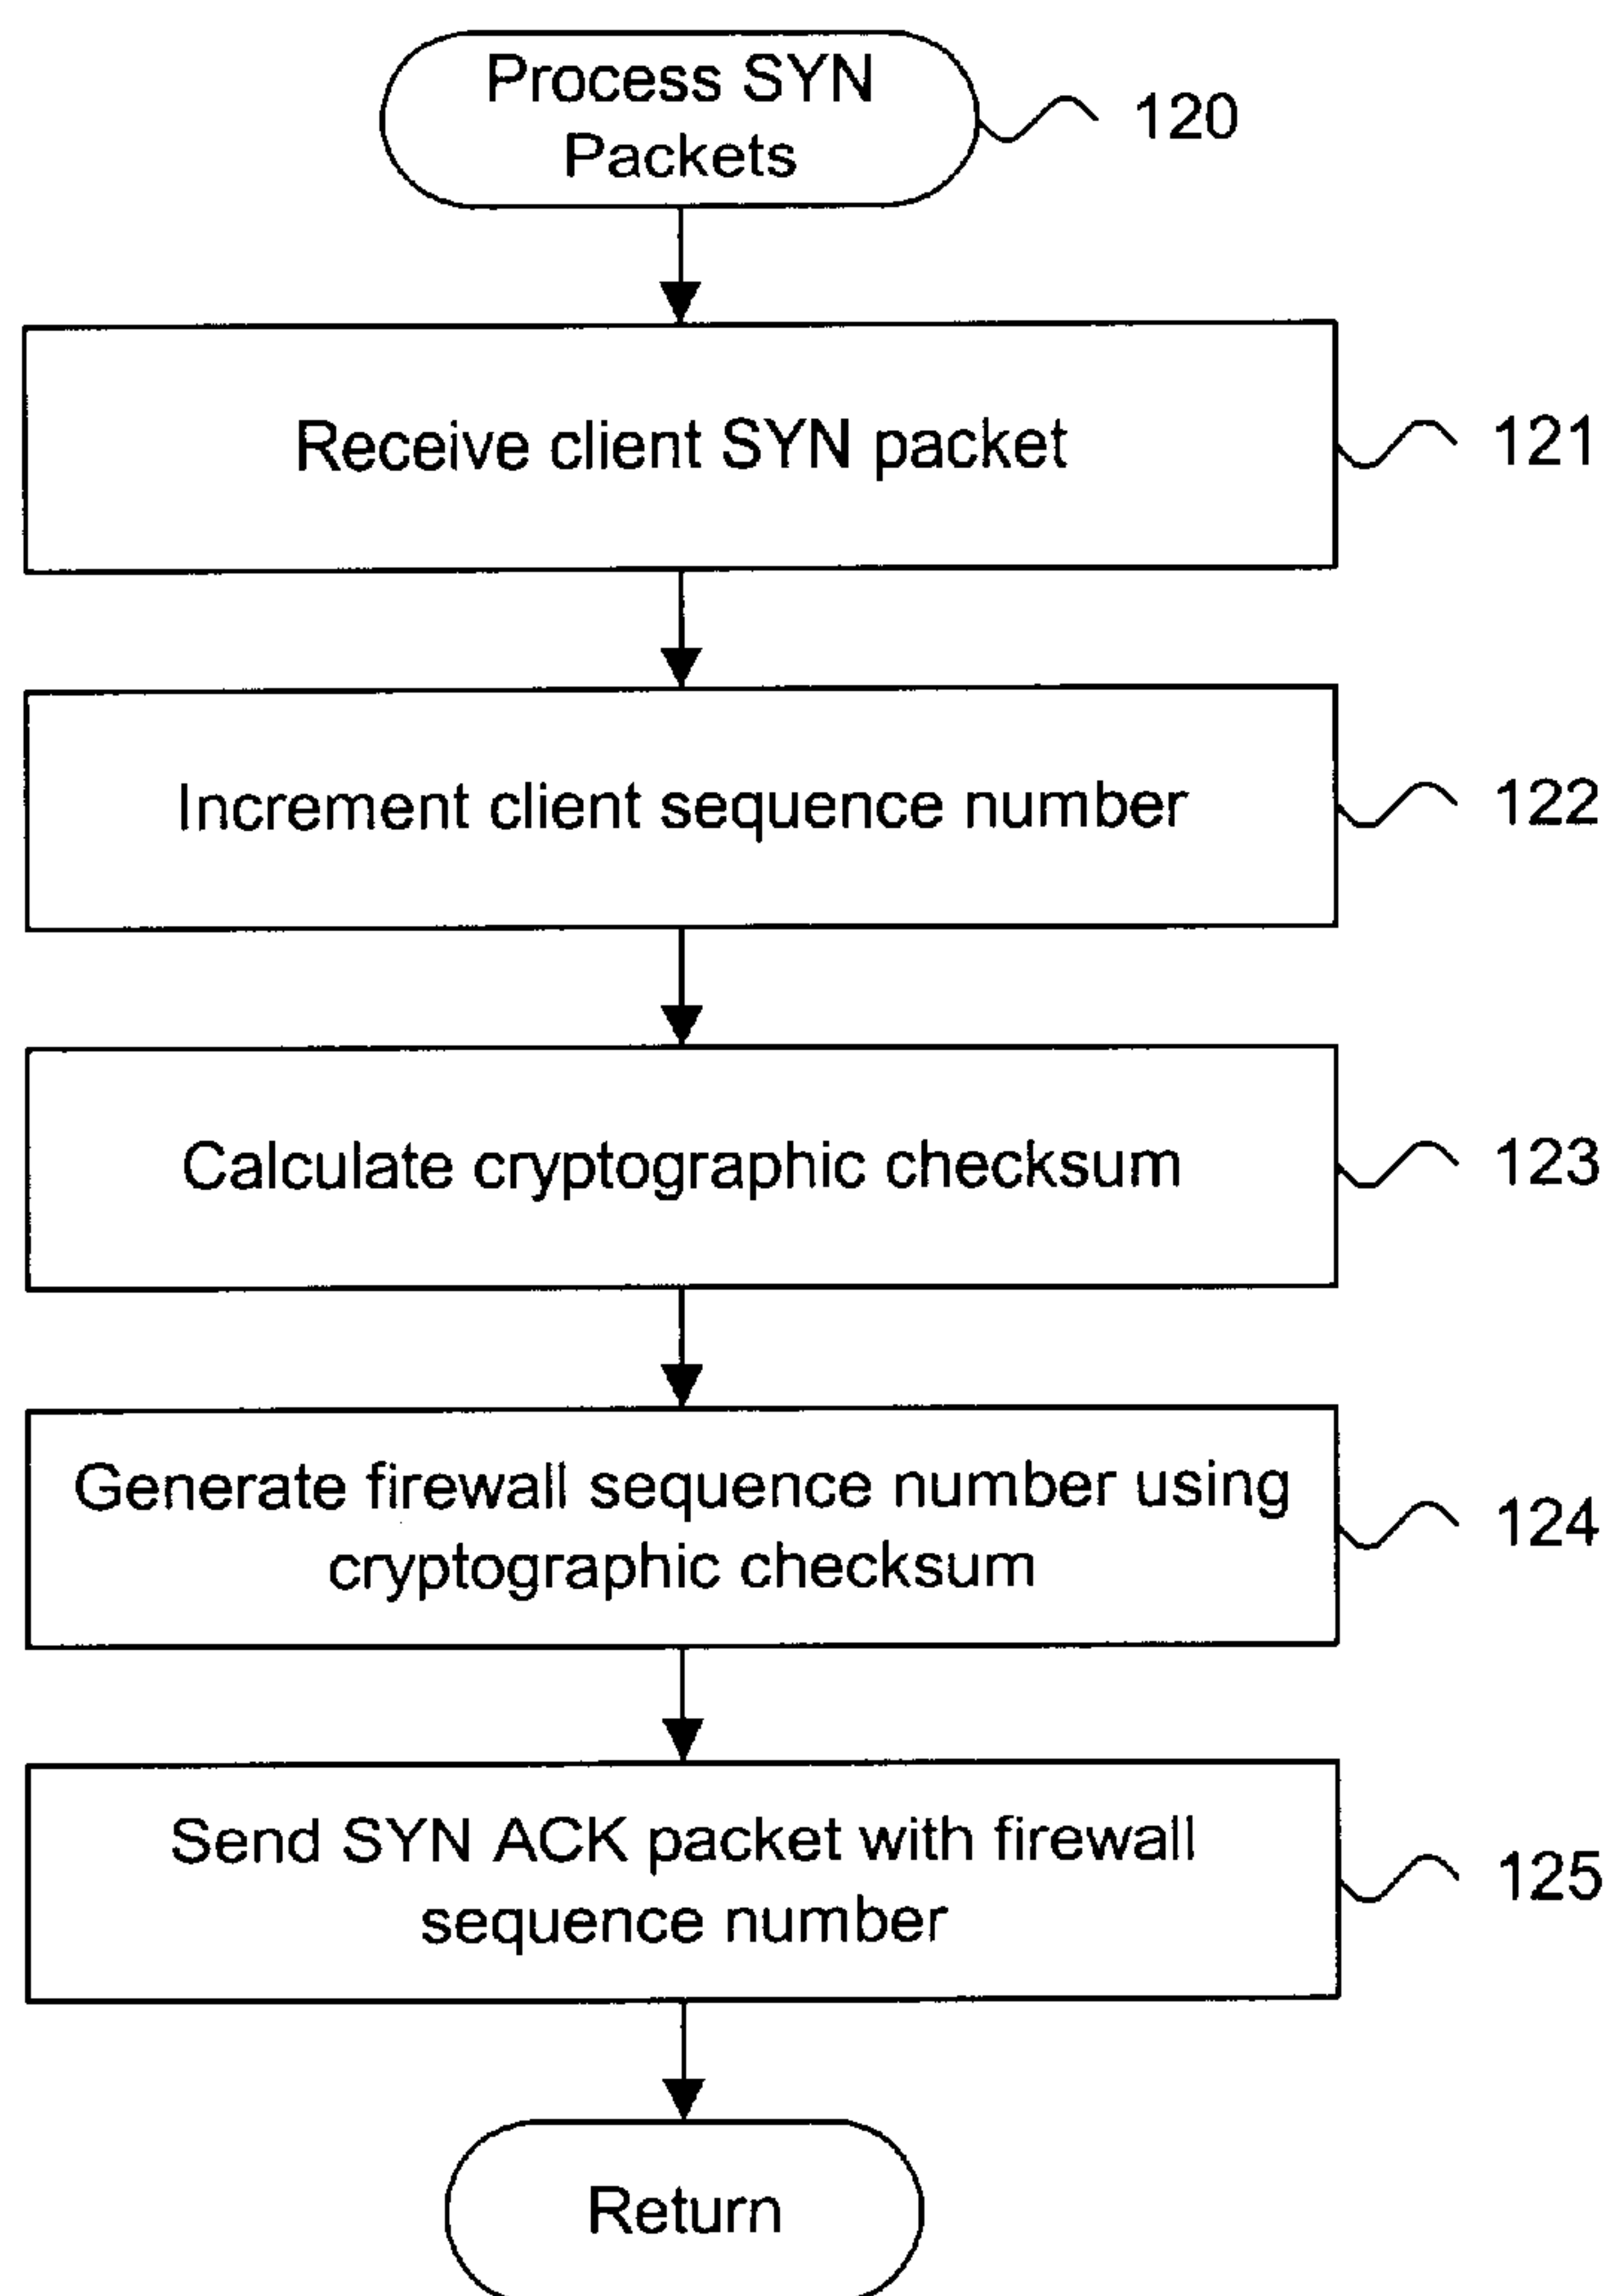 Process SYN
Packets
120
Receive client SYN packet
121
Increment client sequence number
122
Calculate cryptographic checksum
123
Generate firewall sequence number using
cryptographic checksum
124
Send SYN ACK packet with firewall
sequence number
125
Return